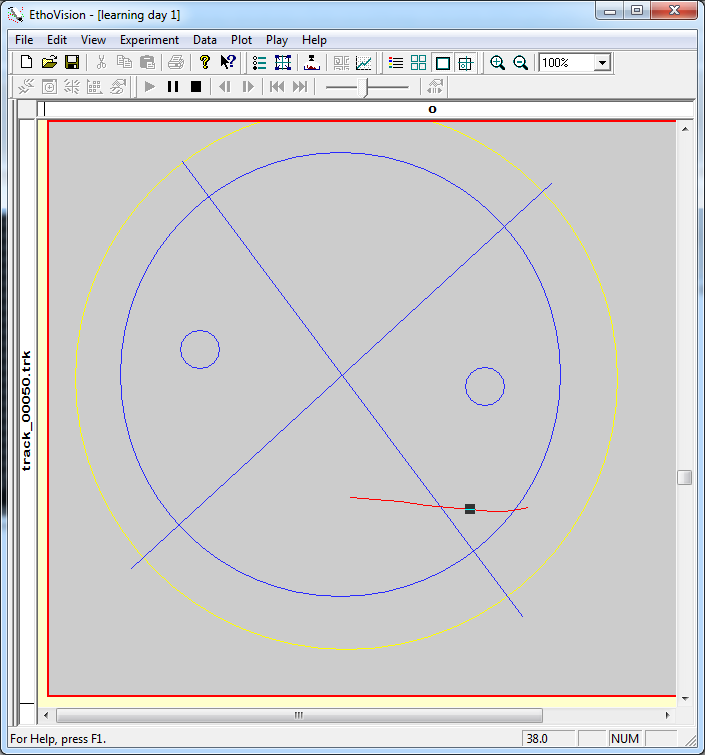 EthoVision - [learning day 1]
File Edit View Experiment Data Plot Play Help
100%
0
track_00050.trk
For Help, press F1.
38.0
NUM